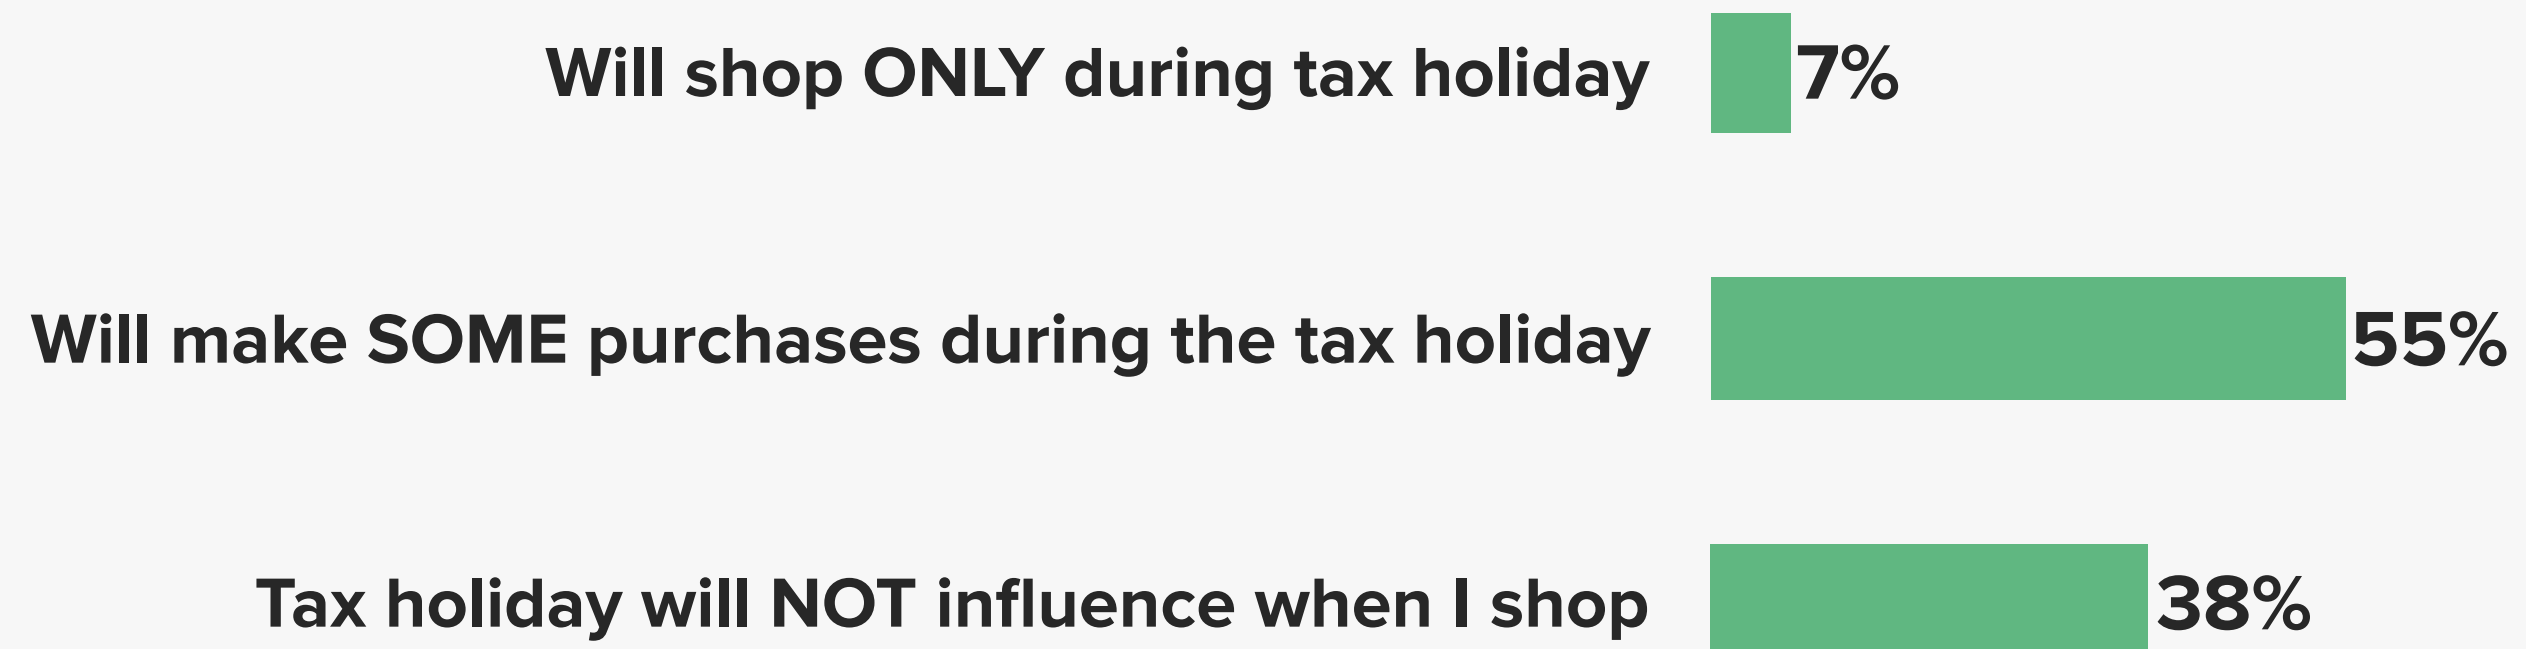 Will shop ONLY during tax holiday 7%
Will make SOME purchases during the tax holiday 55%
Tax holiday will NOT influence when I shop 38%